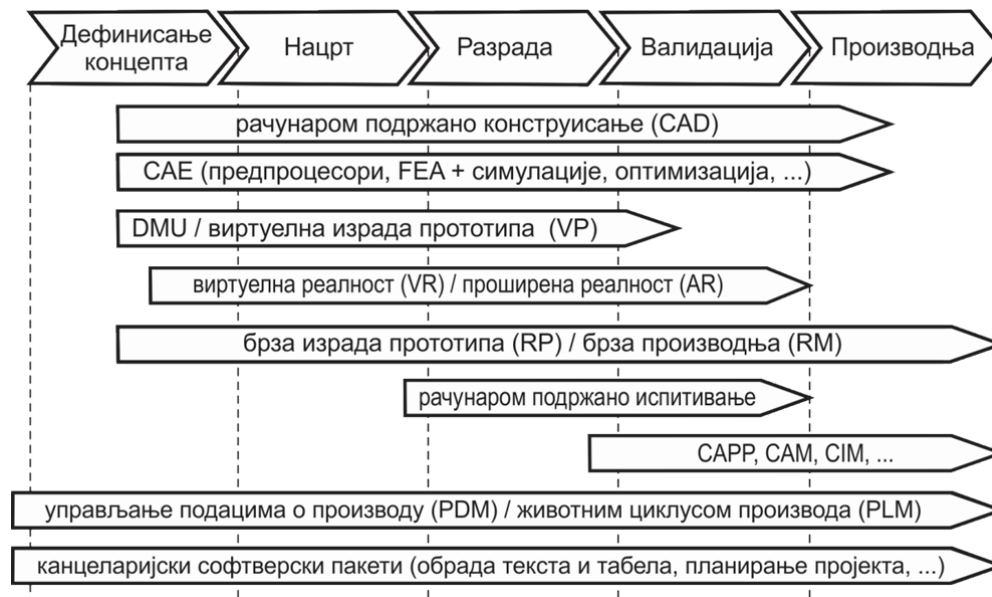 Дефинисање
концепта
Нацрт
Разрада
Валидација
Производња
рачунаром подржано конструисање (CAD)
CAE (предпроцесори, FEA + симулације, оптимизација, ...)
DMU / виртуелна израда прототипа (VP)
виртуелна реалност (VR) / проширена реалност (AR)
брза израда прототипа (RP) / брза производња (RM)
рачунаром подржано испитивање
CAPP, CAM, CIM, ...
управљање подацима о производу (PDM) / животним циклусом производа (PLM)
канцеларијски софтверски пакети (обрада текста и табела, планирање пројекта, ...)